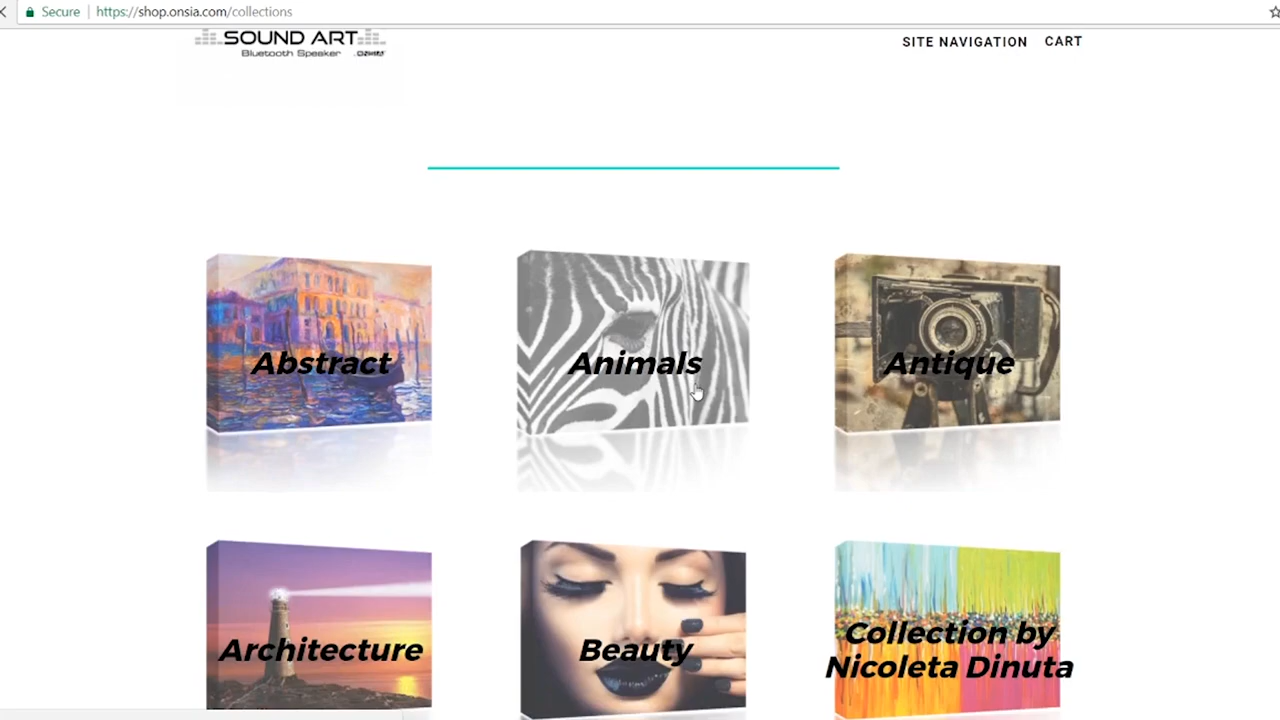 Secure https://shop.onsia.com/collections
SOUND ART
Bluetooth Speaker
SITE NAVIGATION CART
Abstract Animals Antique
Architecture Beauty Collection by
Nicoleta Dinuta